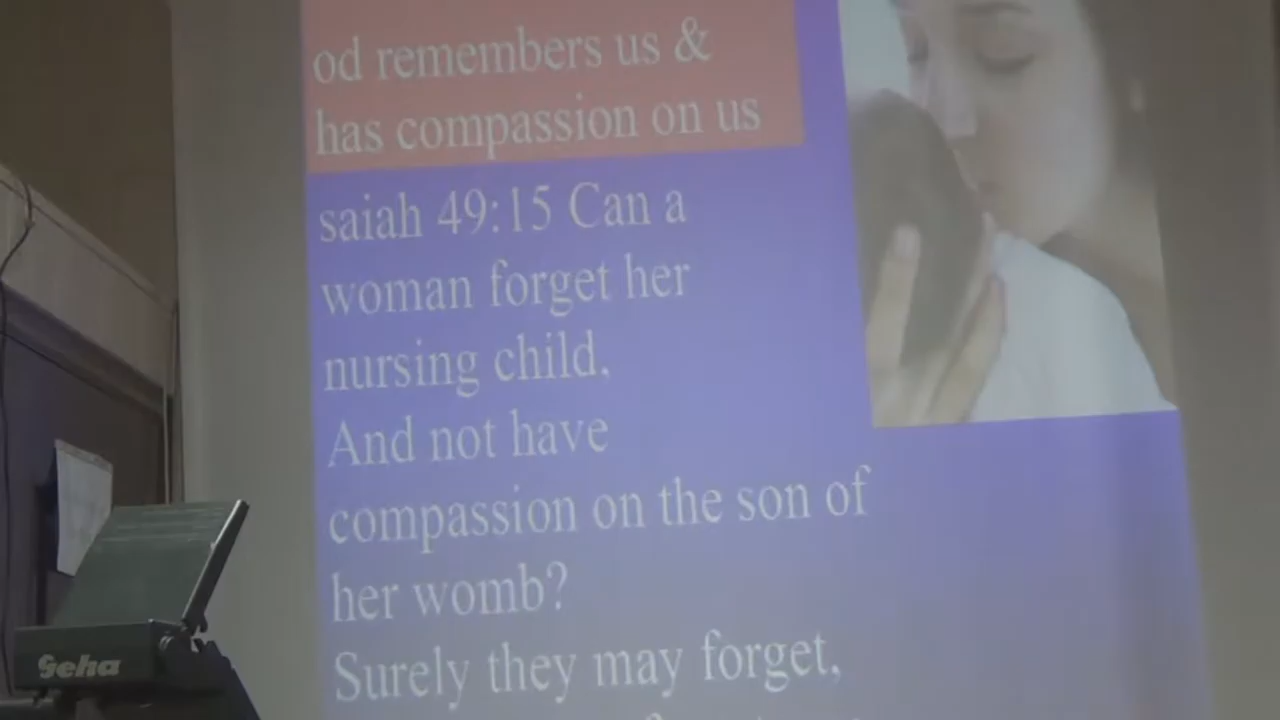 od remembers us &
has compassion on us
saiah 49:15 Can a
woman forget her
nursing child,
And not have
compassion on the son of
her womb?
Surely they may forget,
Geha